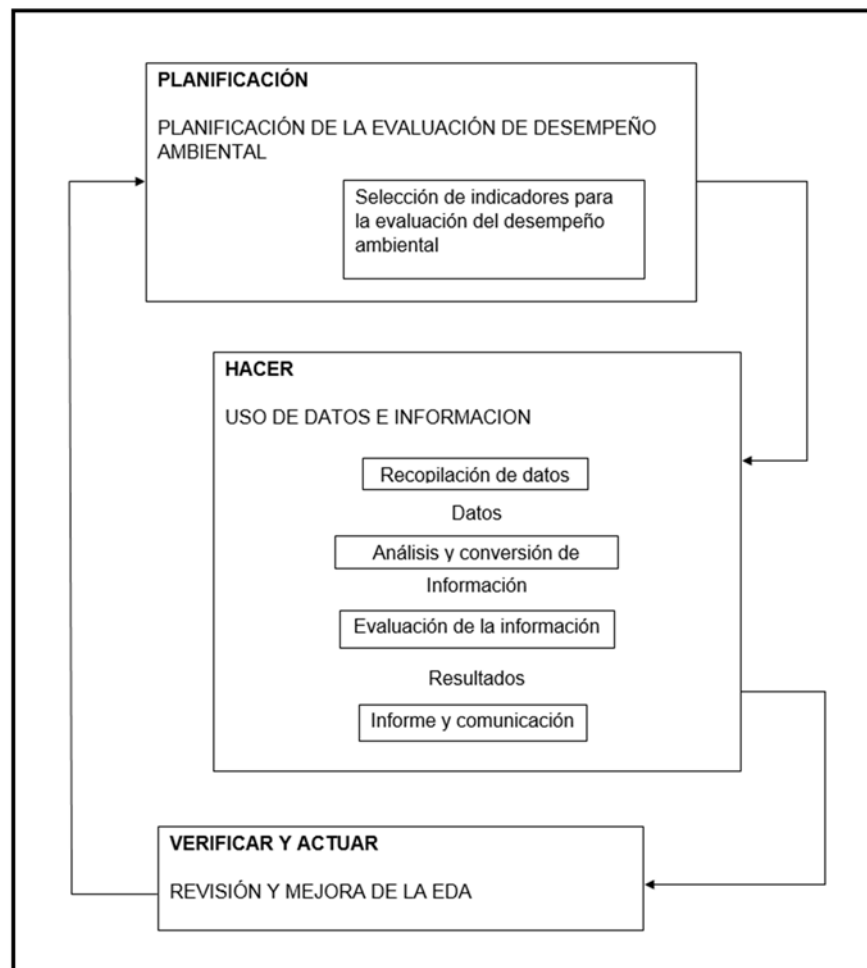 PLANIFICACIÓN
PLANIFICACIÓN DE LA EVALUACIÓN DE DESEMPEÑO
AMBIENTAL
Selección de indicadores para
la evaluación del desempeño
ambiental
HACER
USO DE DATOS E INFORMACION
Recopilación de datos
Datos
Análisis y conversión de
Información
Evaluación de la información
Resultados
Informe y comunicación
VERIFICAR Y ACTUAR
REVISIÓN Y MEJORA DE LA EDA